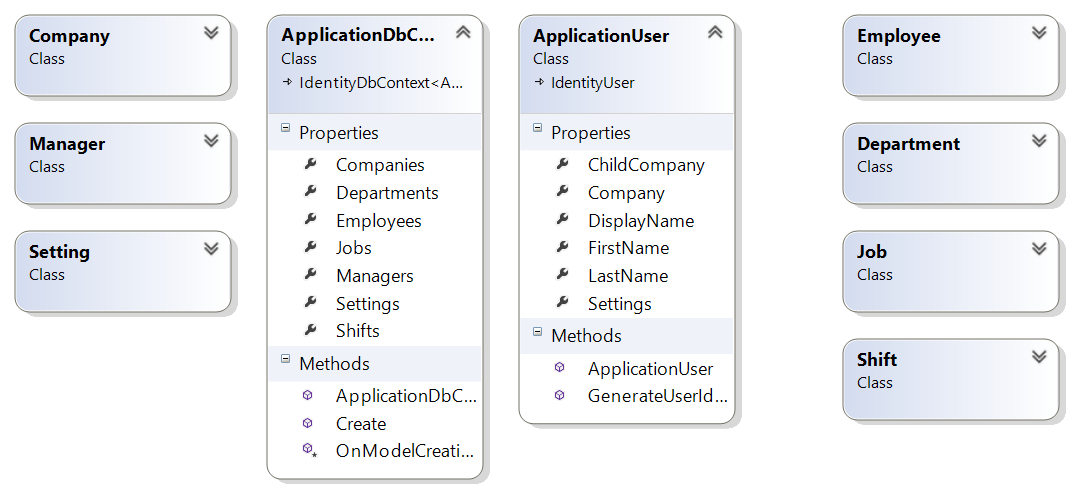 Company
Class
Manager
Class
Setting
Class
ApplicationDbC...
Class
IdentityDbContext<A...
Properties
Companies
Departments
Employees
Jobs
Managers
Settings
Shifts
Methods
ApplicationDbC...
Create
OnModelCreati...
ApplicationUser
Class
IdentityUser
Properties
ChildCompany
Company
DisplayName
FirstName
LastName
Settings
Methods
ApplicationUser
GenerateUserId...
Employee
Class
Department
Class
Job
Class
Shift
Class